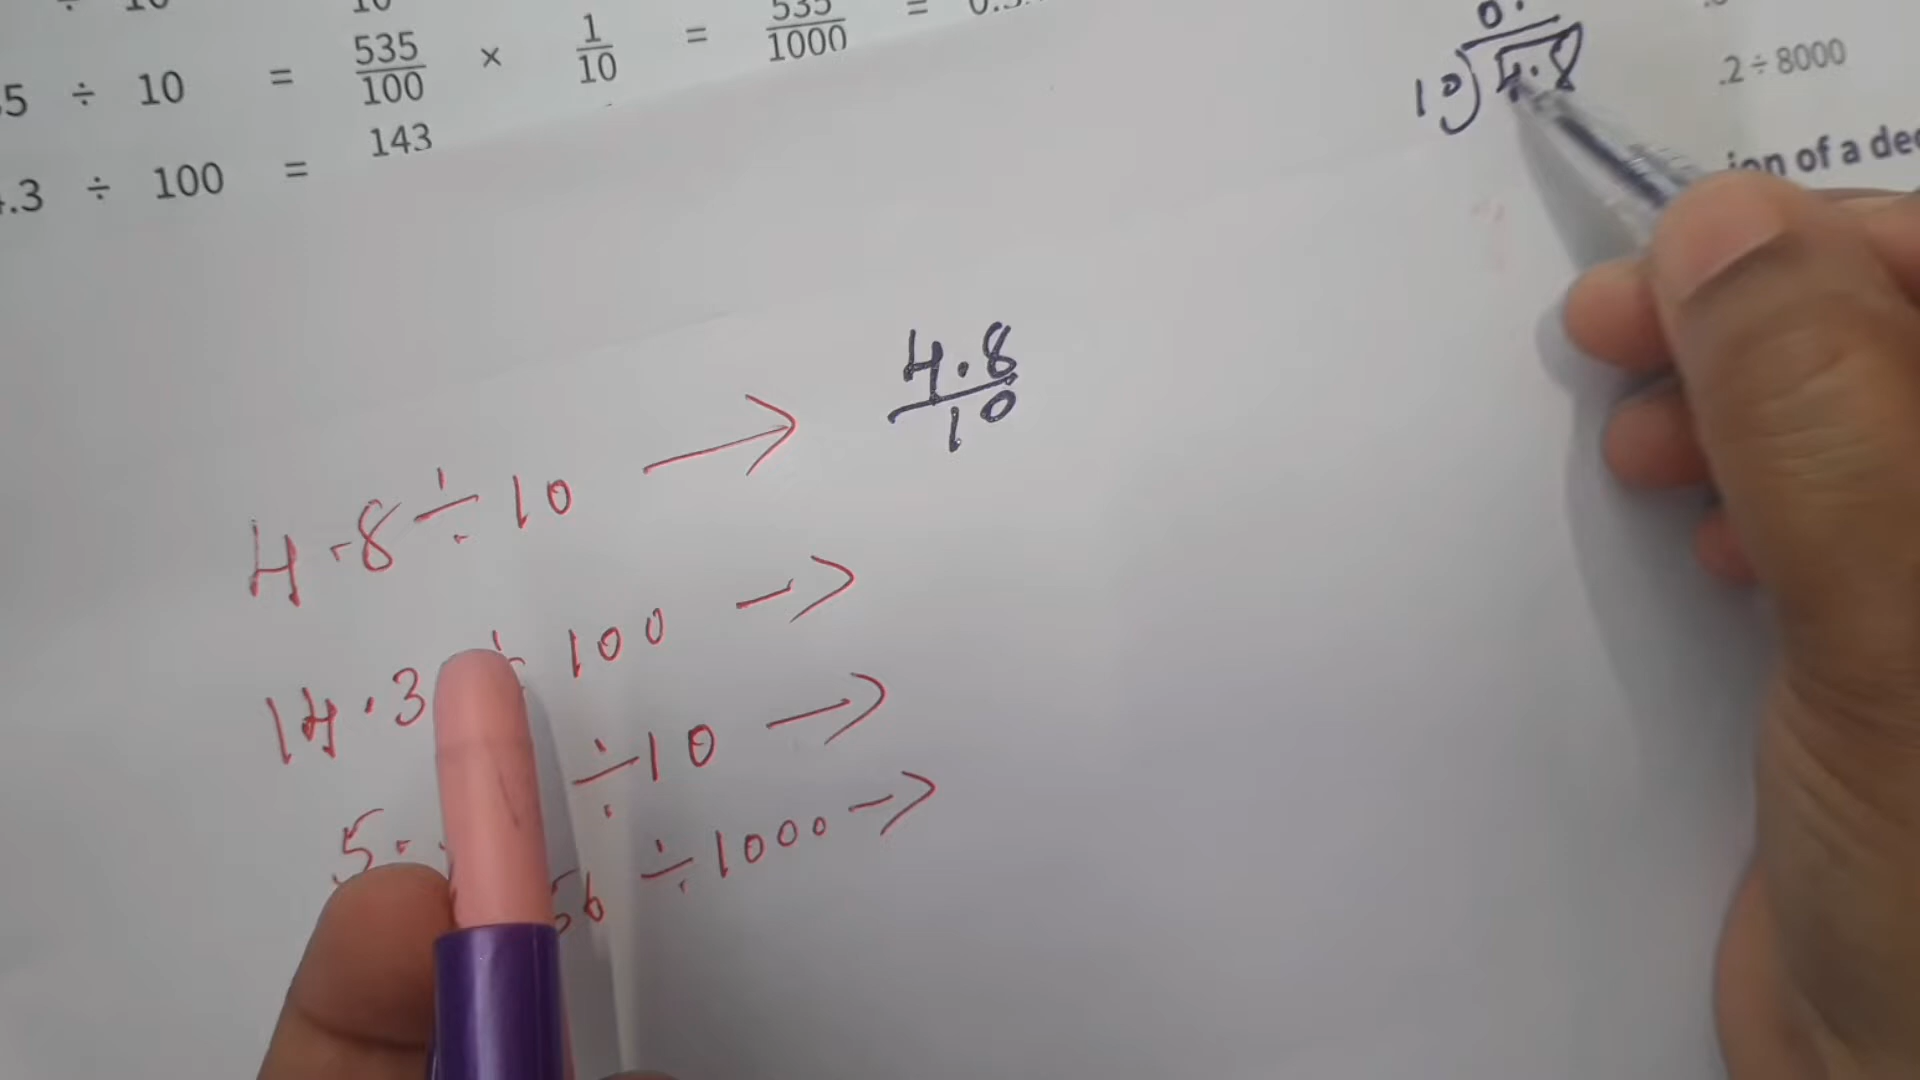 535/100 × 1/10 = 535/1000 =
5 ÷ 10 =
.3 ÷ 100 = 143
.2 ÷ 8000
ion of a dec
0.
10)4.8
4.8 ÷ 10 → 4.8/10
14.3 ÷ 100 →
5. ÷ 10 →
56 ÷ 1000 →